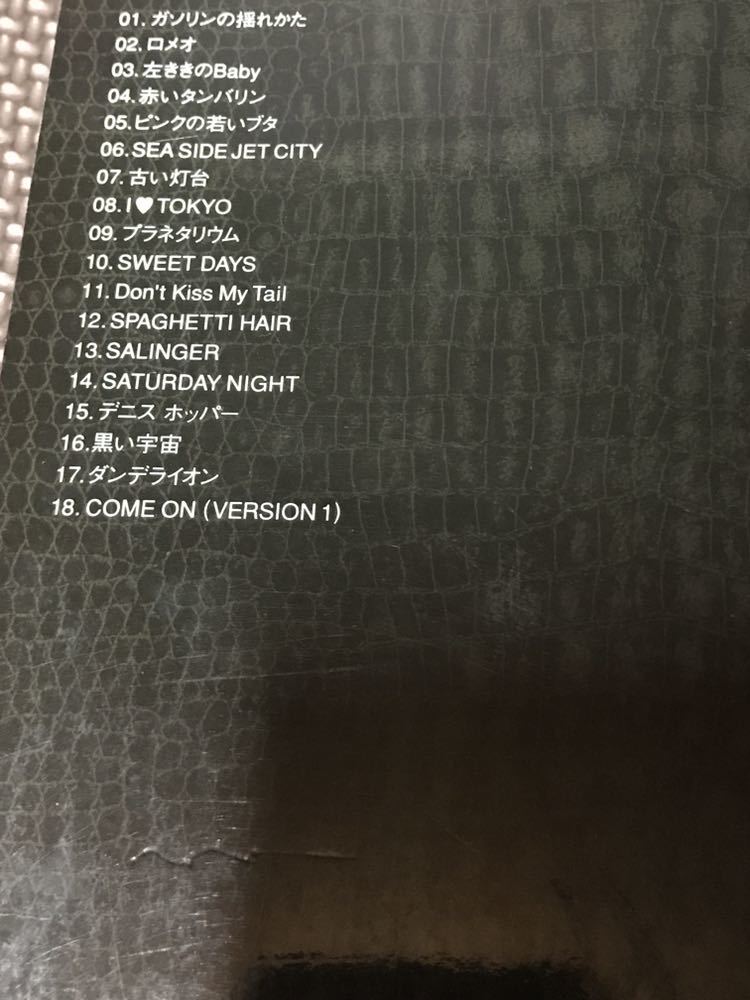 01. ガソリンの揺れかた
02. ロメオ
03. 左ききのBaby
04. 赤いタンバリン
05. ピンクの若いブタ
06. SEA SIDE JET CITY
07. 古い灯台
08. I♥TOKYO
09. プラネタリウム
10. SWEET DAYS
11. Don't Kiss My Tail
12. SPAGHETTI HAIR
13. SALINGER
14. SATURDAY NIGHT
15. デニス ホッパー
16. 黒い宇宙
17. ダンデライオン
18. COME ON (VERSION 1)